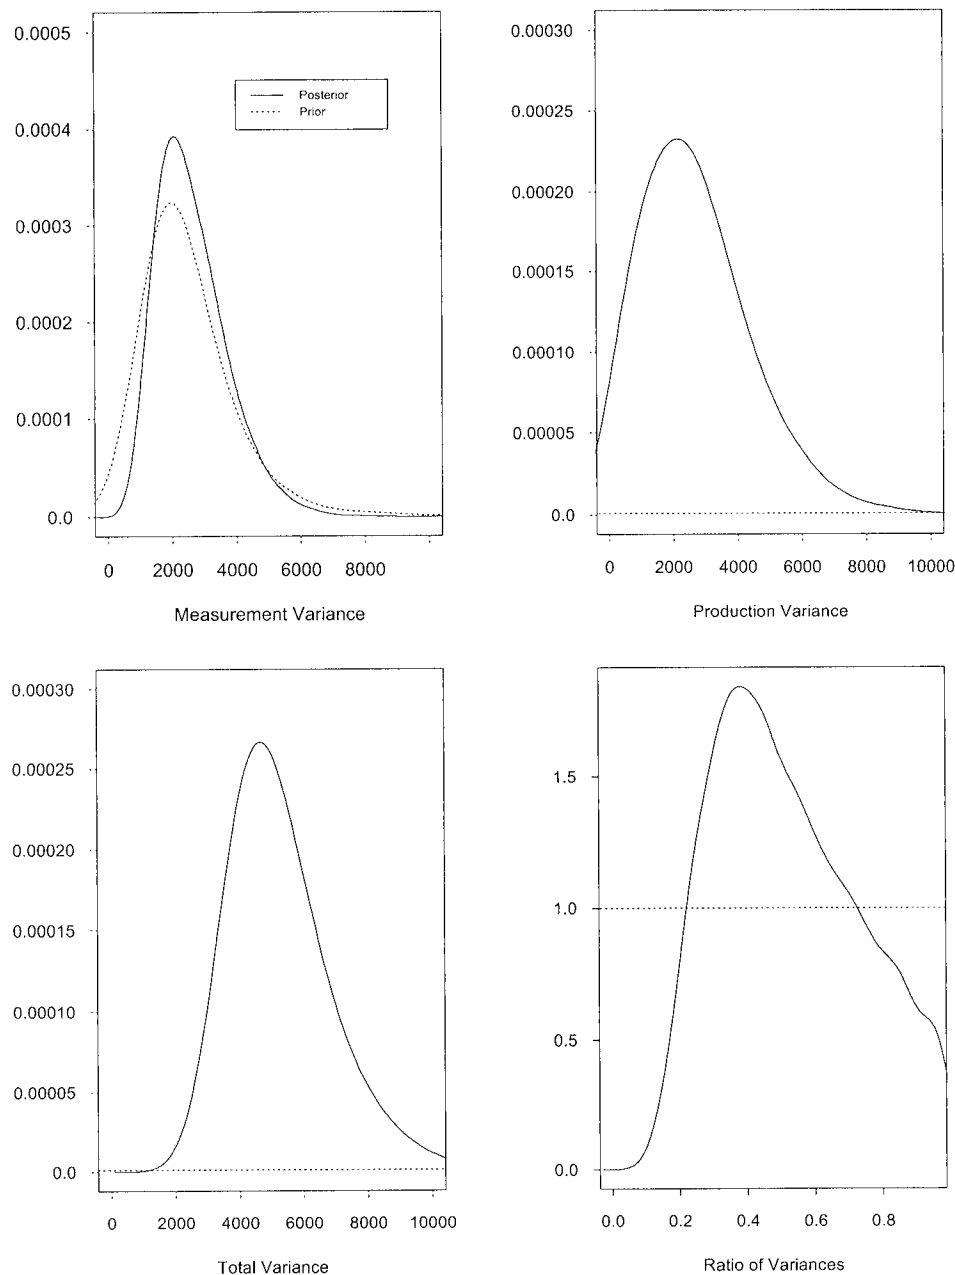 0.0005
0.0004
0.0003
0.0002
0.0001
0.0
Posterior
Prior
0 2000 4000 6000 8000
Measurement Variance
0.00030
0.00025
0.00020
0.00015
0.00010
0.00005
0.0
0 2000 4000 6000 8000 10000
Production Variance
0.00030
0.00025
0.00020
0.00015
0.00010
0.00005
0.0
0 2000 4000 6000 8000 10000
Total Variance
1.5
1.0
0.5
0.0
0.0 0.2 0.4 0.6 0.8
Ratio of Variances